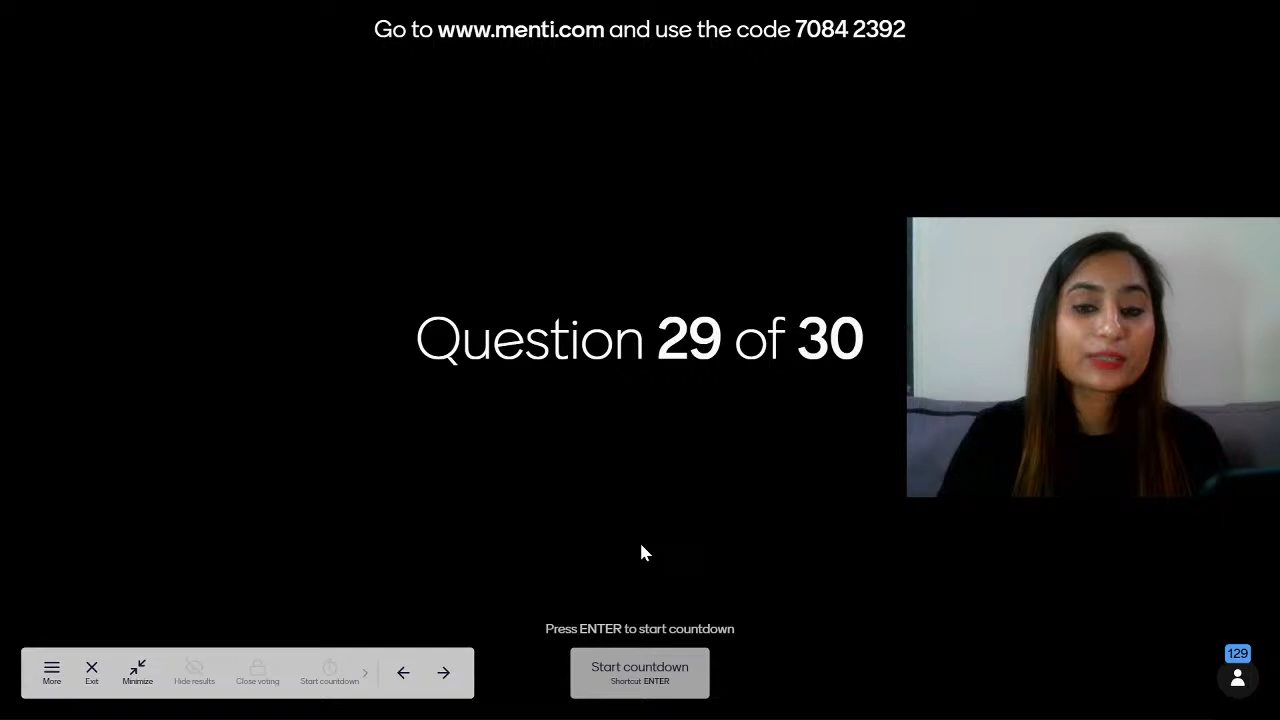 Go to www.menti.com and use the code 7084 2392
Question 29 of 30
Press ENTER to start countdown
More
Exit
Minimize
Hide results
Close voting
Start countdown
Start countdown
Shortcut ENTER
129